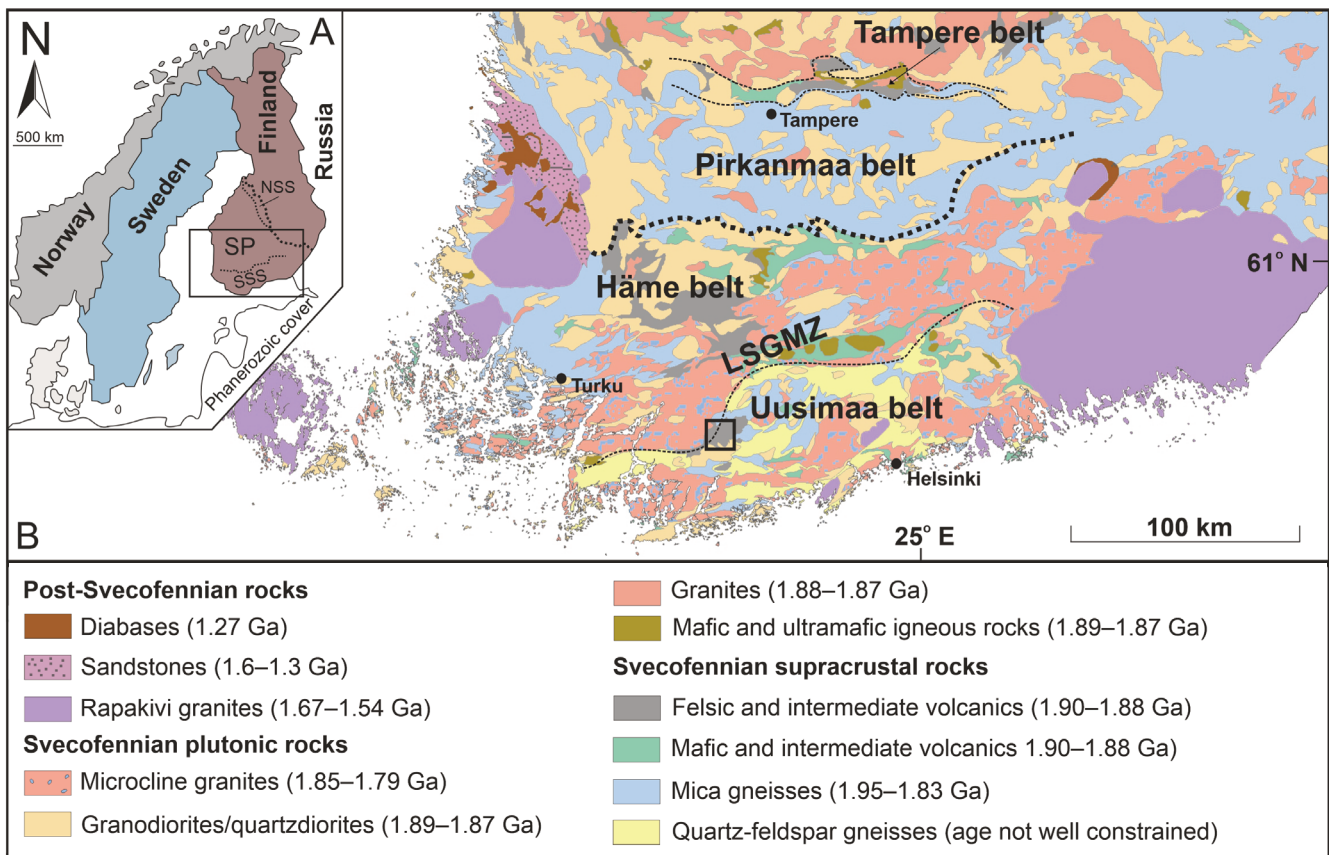 N
A
500 km
Norway
Sweden
Finland
Russia
NSS
SP
SSS
Phanerozoic cover
Tampere belt
Tampere
Pirkanmaa belt
61° N
Häme belt
LSGMZ
Turku
Uusimaa belt
Helsinki
25° E
100 km
B
Post-Svecofennian rocks
Diabases (1.27 Ga)
Sandstones (1.6–1.3 Ga)
Rapakivi granites (1.67–1.54 Ga)
Svecofennian plutonic rocks
Microcline granites (1.85–1.79 Ga)
Granodiorites/quartzdiorites (1.89–1.87 Ga)
Granites (1.88–1.87 Ga)
Mafic and ultramafic igneous rocks (1.89–1.87 Ga)
Svecofennian supracrustal rocks
Felsic and intermediate volcanics (1.90–1.88 Ga)
Mafic and intermediate volcanics 1.90–1.88 Ga)
Mica gneisses (1.95–1.83 Ga)
Quartz-feldspar gneisses (age not well constrained)